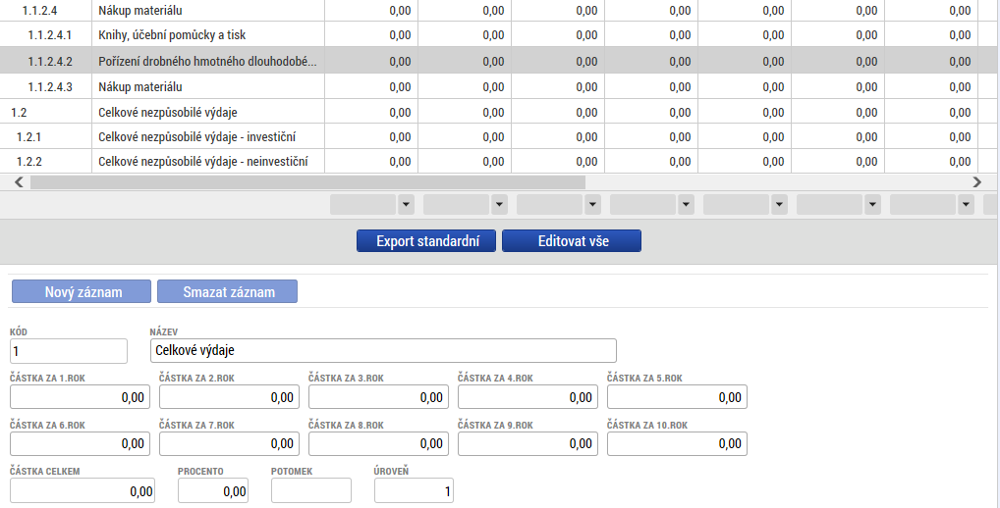 1.1.2.4 Nákup materiálu 0,00 0,00 0,00 0,00 0,00 0,00 0,00
1.1.2.4.1 Knihy, účební pomůcky a tisk 0,00 0,00 0,00 0,00 0,00 0,00 0,00
1.1.2.4.2 Pořízení drobného hmotného dlouhodobé... 0,00 0,00 0,00 0,00 0,00 0,00 0,00
1.1.2.4.3 Nákup materiálu 0,00 0,00 0,00 0,00 0,00 0,00 0,00
1.2 Celkové nezpůsobilé výdaje 0,00 0,00 0,00 0,00 0,00 0,00 0,00
1.2.1 Celkové nezpůsobilé výdaje - investiční 0,00 0,00 0,00 0,00 0,00 0,00 0,00
1.2.2 Celkové nezpůsobilé výdaje - neinvestiční 0,00 0,00 0,00 0,00 0,00 0,00 0,00
Export standardní Editovat vše
Nový záznam Smazat záznam
KÓD NÁZEV
1 Celkové výdaje
ČÁSTKA ZA 1.ROK ČÁSTKA ZA 2.ROK ČÁSTKA ZA 3.ROK ČÁSTKA ZA 4.ROK ČÁSTKA ZA 5.ROK
0,00 0,00 0,00 0,00 0,00
ČÁSTKA ZA 6.ROK ČÁSTKA ZA 7.ROK ČÁSTKA ZA 8.ROK ČÁSTKA ZA 9.ROK ČÁSTKA ZA 10.ROK
0,00 0,00 0,00 0,00 0,00
ČÁSTKA CELKEM PROCENTO POTOMEK ÚROVEŇ
0,00 0,00 1